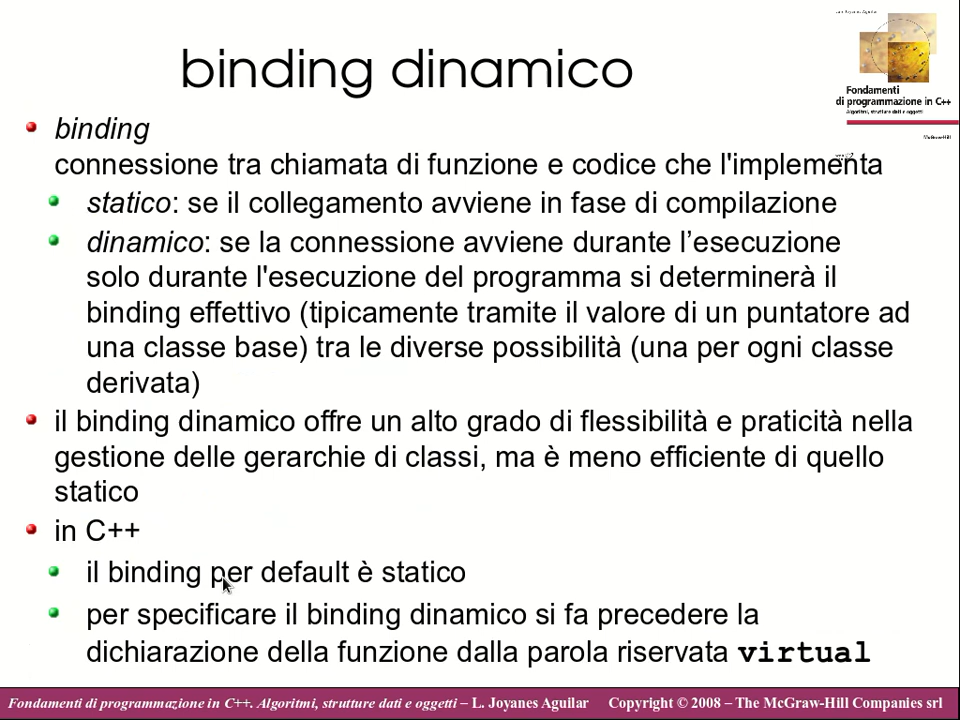 binding dinamico
Fondamenti
di programmazione in C++
Algoritmi, strutture dati e oggetti
McGraw-Hill
binding
connessione tra chiamata di funzione e codice che l'implementa
statico: se il collegamento avviene in fase di compilazione
dinamico: se la connessione avviene durante l’esecuzione
solo durante l'esecuzione del programma si determinerà il
binding effettivo (tipicamente tramite il valore di un puntatore ad
una classe base) tra le diverse possibilità (una per ogni classe
derivata)
il binding dinamico offre un alto grado di flessibilità e praticità nella
gestione delle gerarchie di classi, ma è meno efficiente di quello
statico
in C++
il binding per default è statico
per specificare il binding dinamico si fa precedere la
dichiarazione della funzione dalla parola riservata virtual
Fondamenti di programmazione in C++. Algoritmi, strutture dati e oggetti – L. Joyanes Aguilar Copyright © 2008 – The McGraw-Hill Companies srl